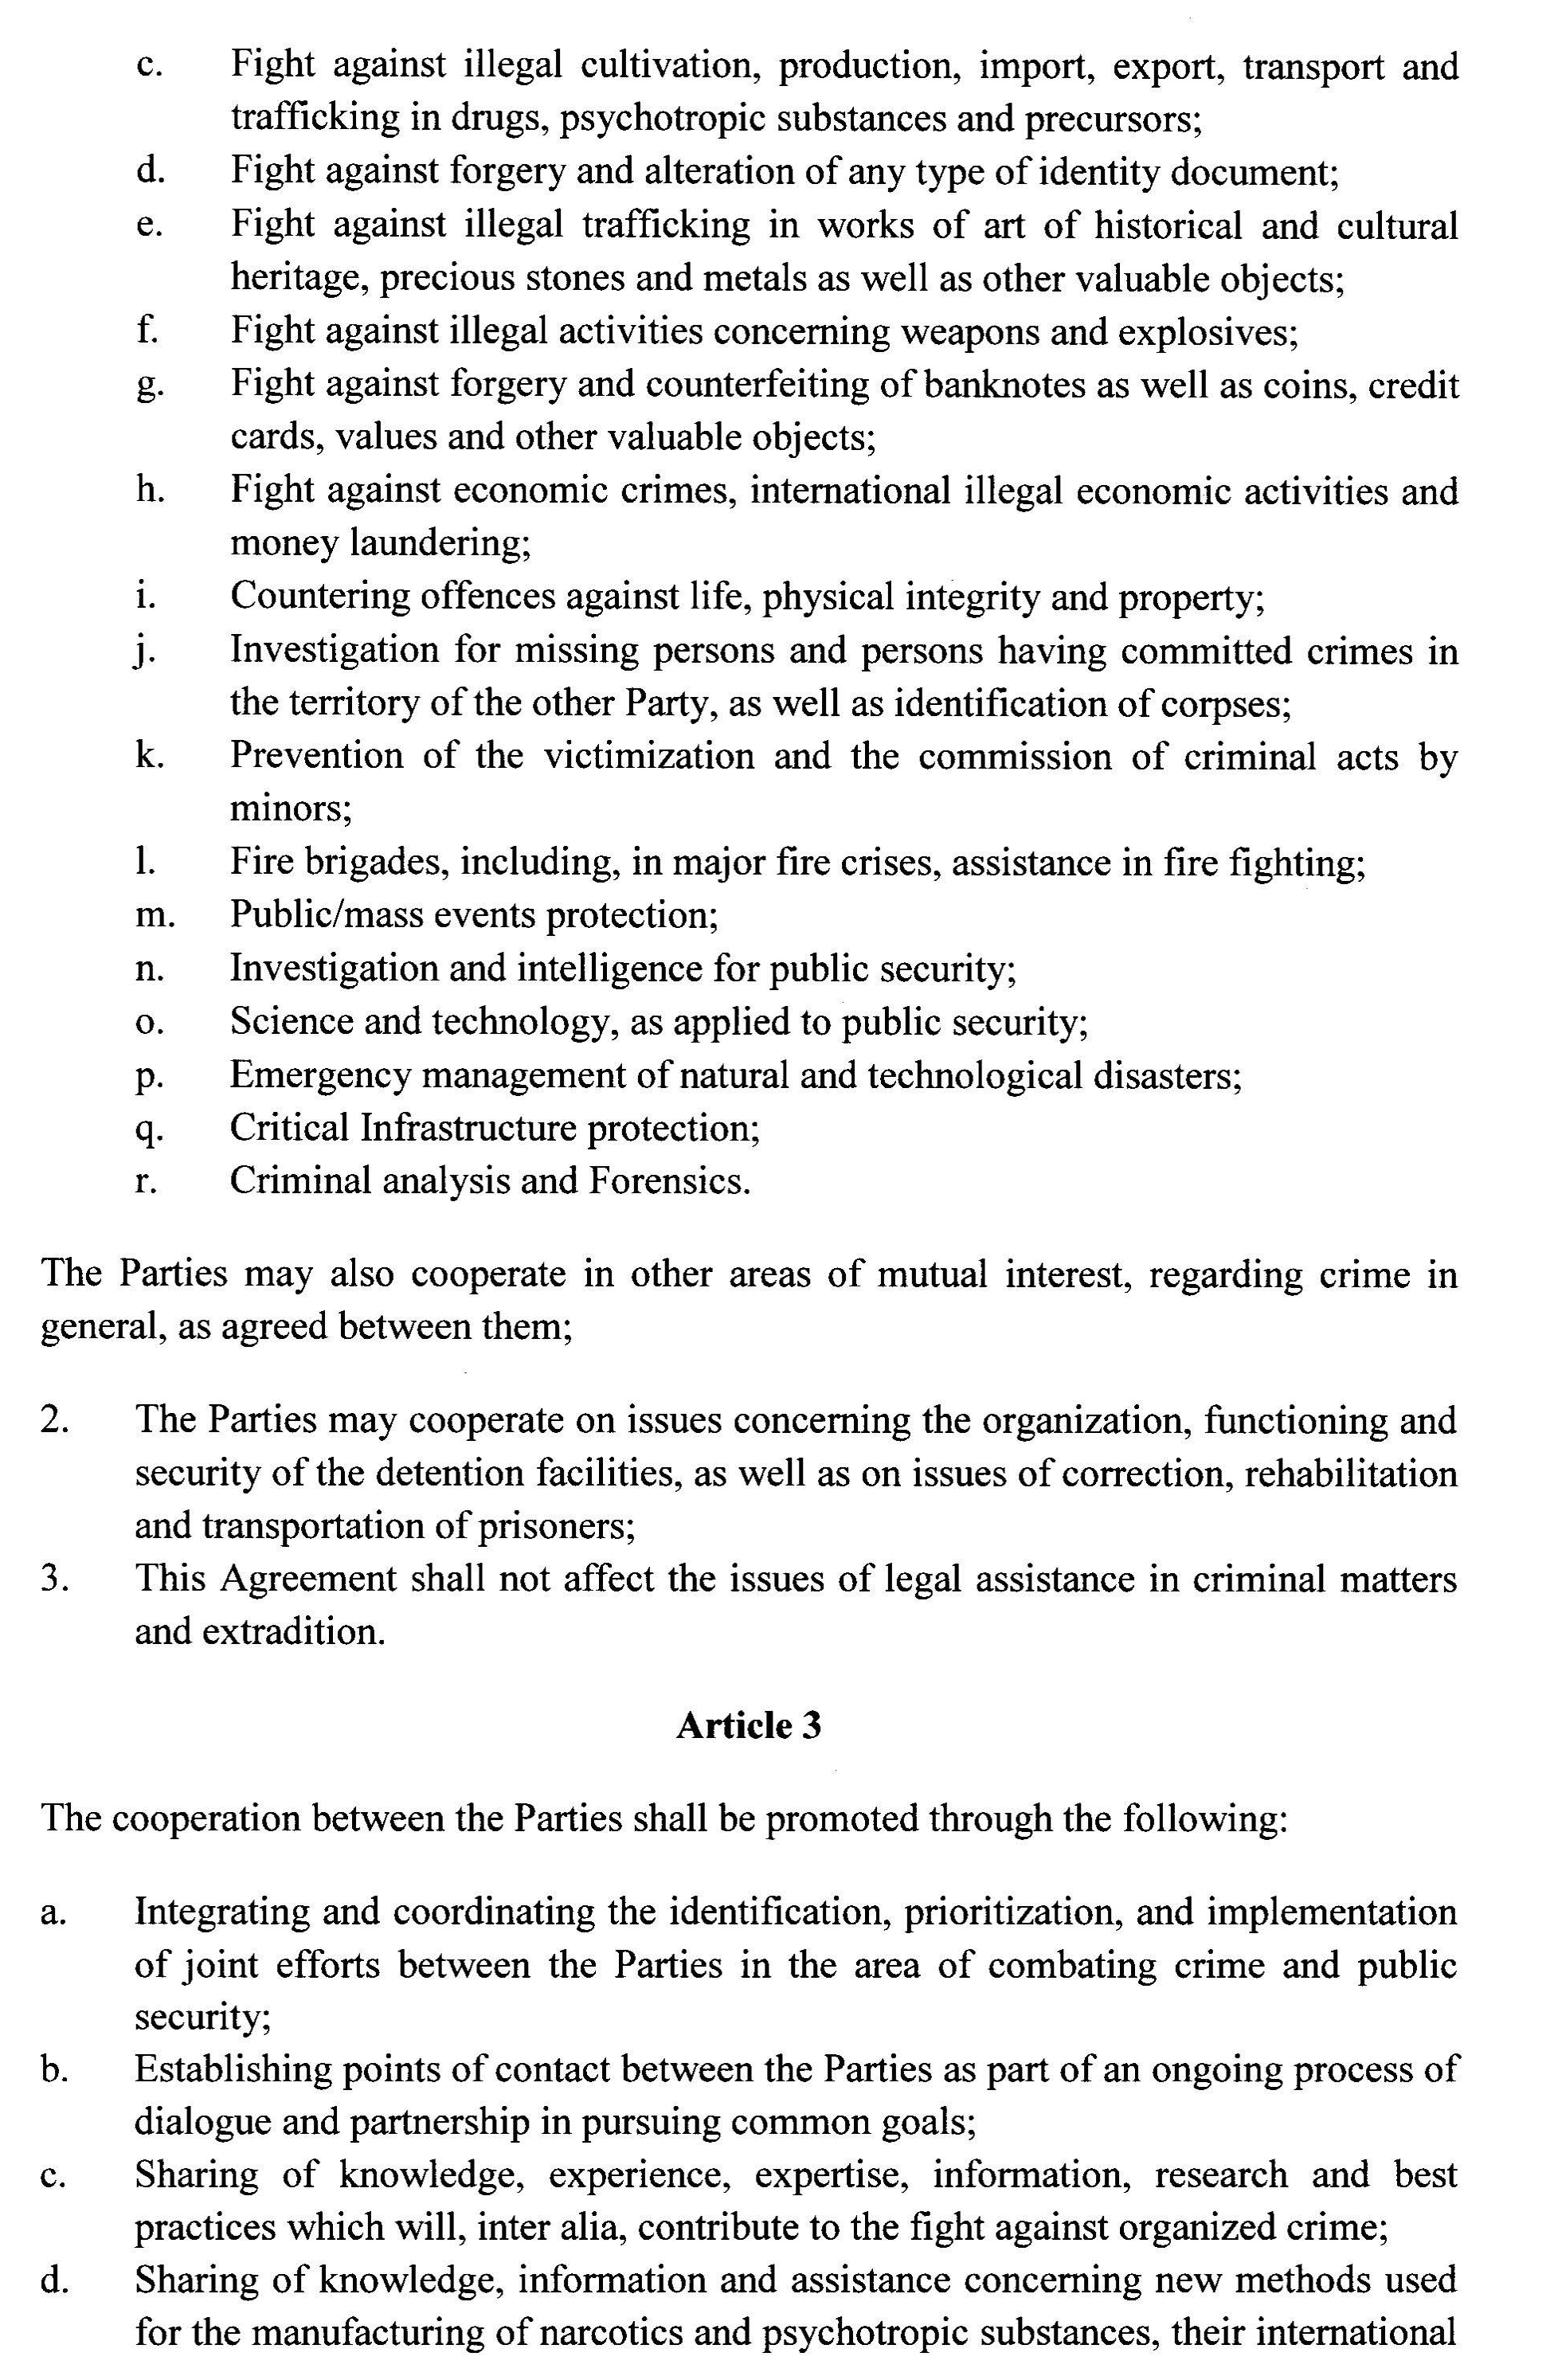 c. Fight against illegal cultivation, production, import, export, transport and
trafficking in drugs, psychotropic substances and precursors;
d. Fight against forgery and alteration of any type of identity document;
e. Fight against illegal trafficking in works of art of historical and cultural
heritage, precious stones and metals as well as other valuable objects;
f. Fight against illegal activities concerning weapons and explosives;
g. Fight against forgery and counterfeiting of banknotes as well as coins, credit
cards, values and other valuable objects;
h. Fight against economic crimes, international illegal economic activities and
money laundering;
i. Countering offences against life, physical integrity and property;
j. Investigation for missing persons and persons having committed crimes in
the territory of the other Party, as well as identification of corpses;
k. Prevention of the victimization and the commission of criminal acts by
minors;
l. Fire brigades, including, in major fire crises, assistance in fire fighting;
m. Public/mass events protection;
n. Investigation and intelligence for public security;
o. Science and technology, as applied to public security;
p. Emergency management of natural and technological disasters;
q. Critical Infrastructure protection;
r. Criminal analysis and Forensics.
The Parties may also cooperate in other areas of mutual interest, regarding crime in
general, as agreed between them;
2. The Parties may cooperate on issues concerning the organization, functioning and
security of the detention facilities, as well as on issues of correction, rehabilitation
and transportation of prisoners;
3. This Agreement shall not affect the issues of legal assistance in criminal matters
and extradition.
Article 3
The cooperation between the Parties shall be promoted through the following:
a. Integrating and coordinating the identification, prioritization, and implementation
of joint efforts between the Parties in the area of combating crime and public
security;
b. Establishing points of contact between the Parties as part of an ongoing process of
dialogue and partnership in pursuing common goals;
c. Sharing of knowledge, experience, expertise, information, research and best
practices which will, inter alia, contribute to the fight against organized crime;
d. Sharing of knowledge, information and assistance concerning new methods used
for the manufacturing of narcotics and psychotropic substances, their international